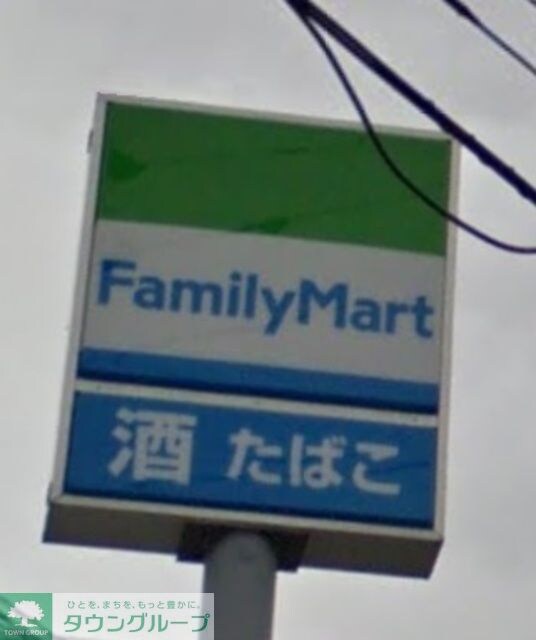 FamilyMart
酒 たばこ
ひとを、まちを、もっと豊かに。
タウングループ
TOWN GROUP